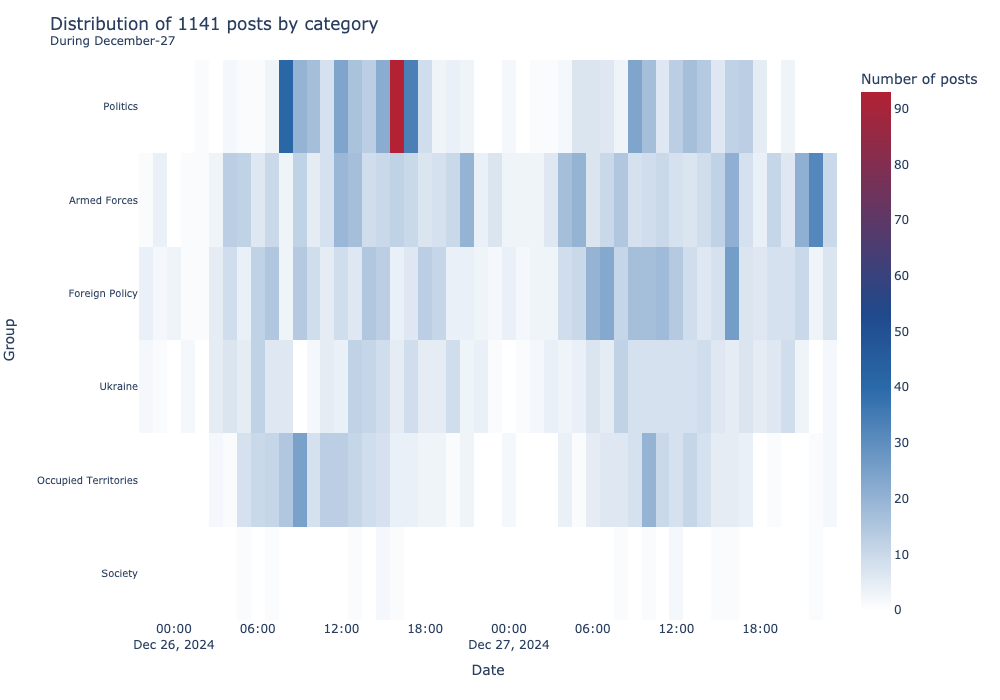 Distribution of 1141 posts by category
During December-27
Number of posts
Politics
Armed Forces
Foreign Policy
Ukraine
Occupied Territories
Society
Group
90
80
70
60
50
40
30
20
10
0
00:00
Dec 26, 2024
06:00
12:00
18:00
00:00
Dec 27, 2024
06:00
12:00
18:00
Date